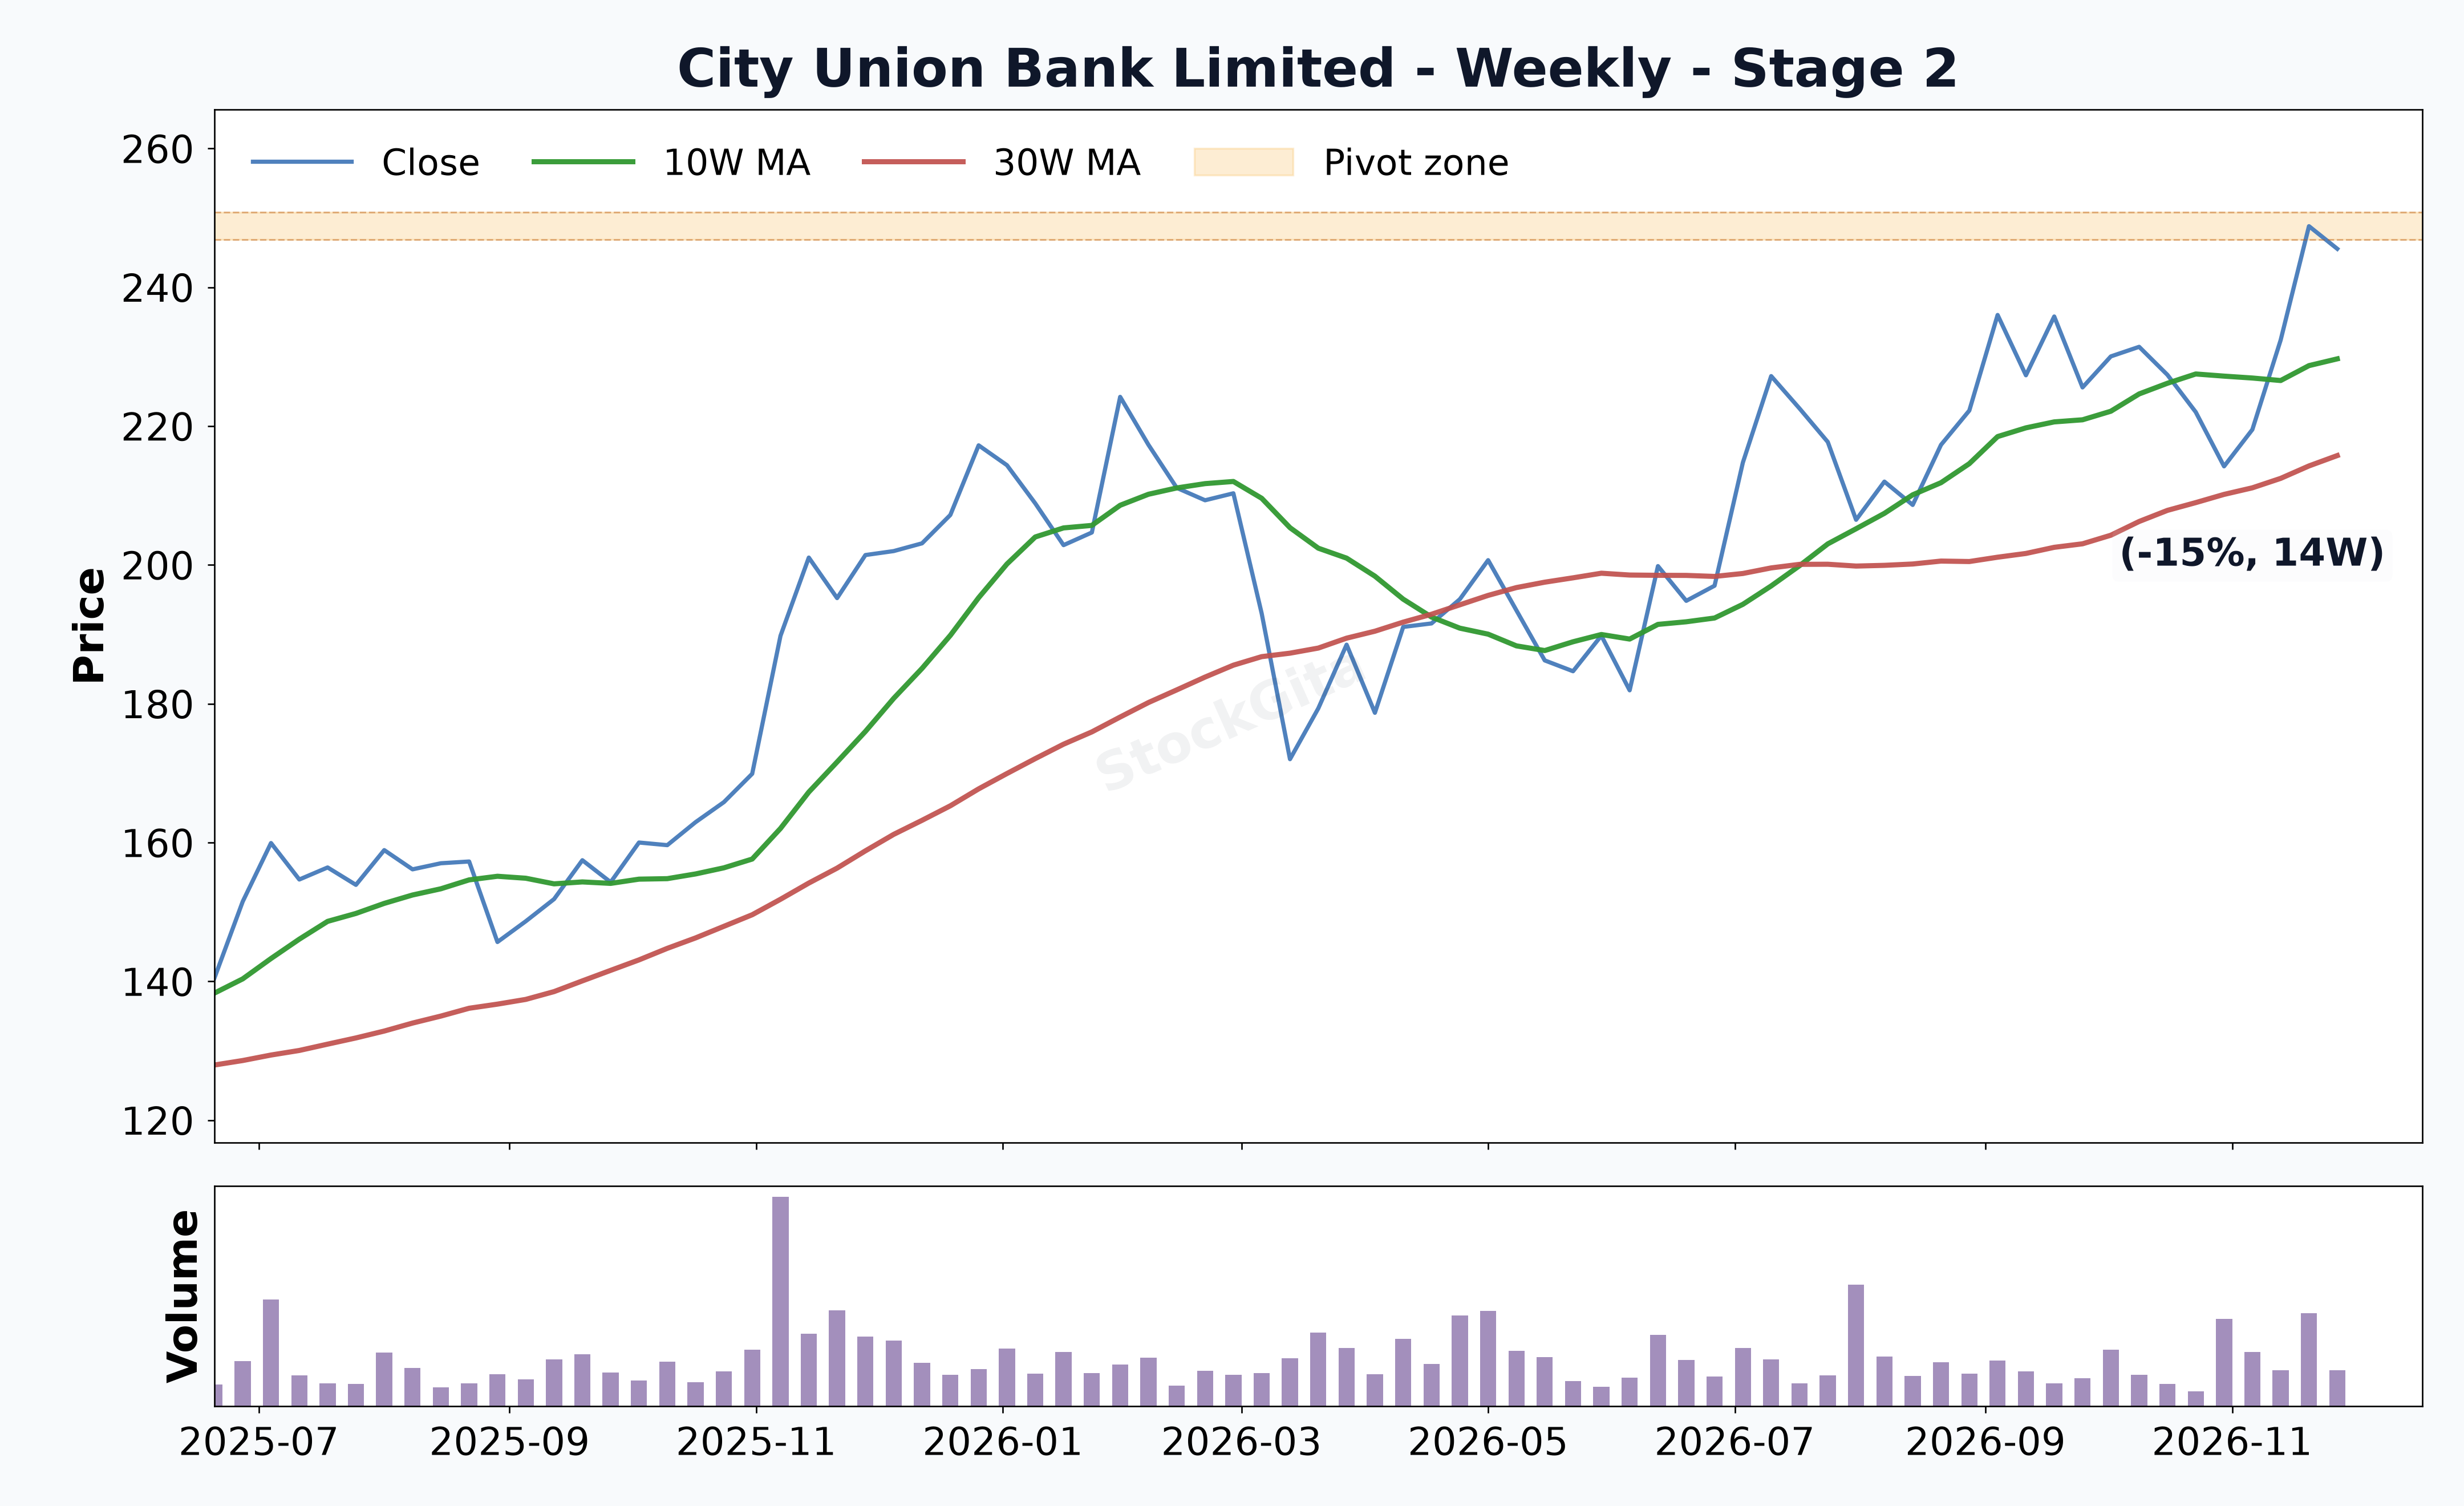 City Union Bank Limited - Weekly - Stage 2
Close 10W MA 30W MA Pivot zone
260
240
220
200
180
160
140
120
Price
(-15%, 14W)
StockGita
Volume
2025-07 2025-09 2025-11 2026-01 2026-03 2026-05 2026-07 2026-09 2026-11